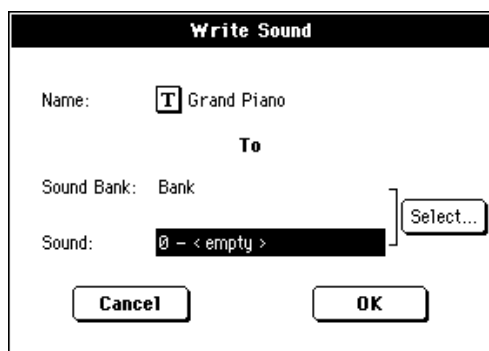 Write Sound
Name: T Grand Piano
To
Sound Bank: Bank
Select...
Sound: 0 - < empty >
Cancel OK